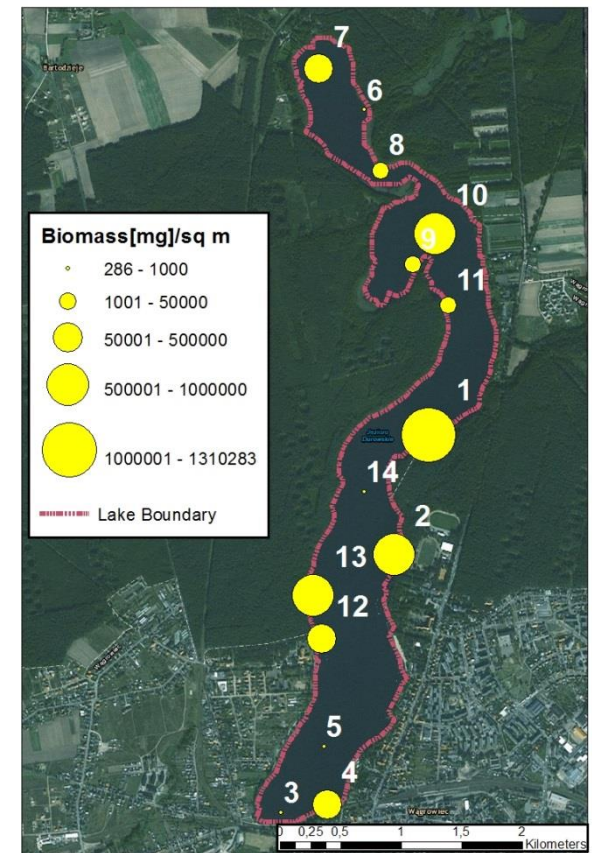 7
Bartodzieje
6
8
10
9
11
Biomass[mg]/sq m
286 - 1000
1001 - 50000
50001 - 500000
500001 - 1000000
1000001 - 1310283
Lake Boundary
1
14
2
13
12
5
4
3
Wągrowiec
0 0,25 0,5 1 1,5 2
Kilometers